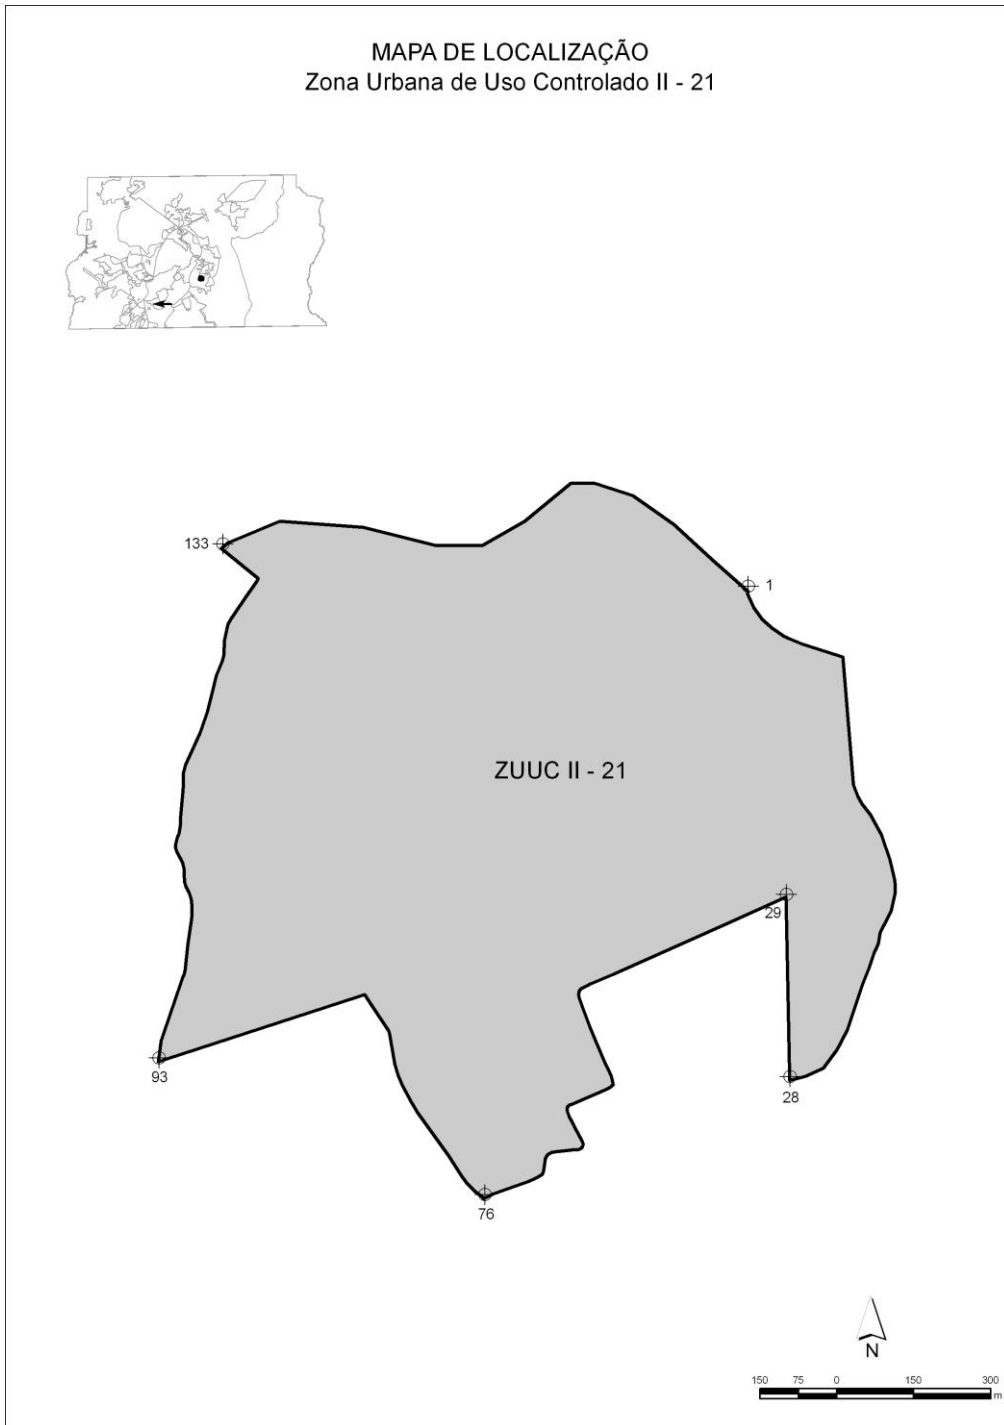 MAPA DE LOCALIZAÇÃO
Zona Urbana de Uso Controlado II - 21
133
1
ZUUC II - 21
29
93
28
76
N
150 75 0 150 300
m